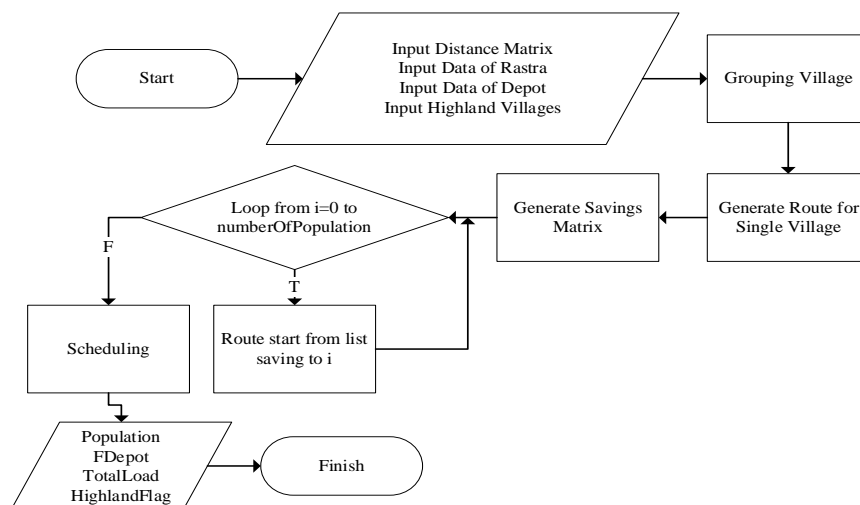 Start
Input Distance Matrix
Input Data of Rastra
Input Data of Depot
Input Highland Villages
Grouping Village
Generate Route for
Single Village
Generate Savings
Matrix
Loop from i=0 to
numberOfPopulation
F
T
Route start from list
saving to i
Scheduling
Population
FDepot
TotalLoad
HighlandFlag
Finish